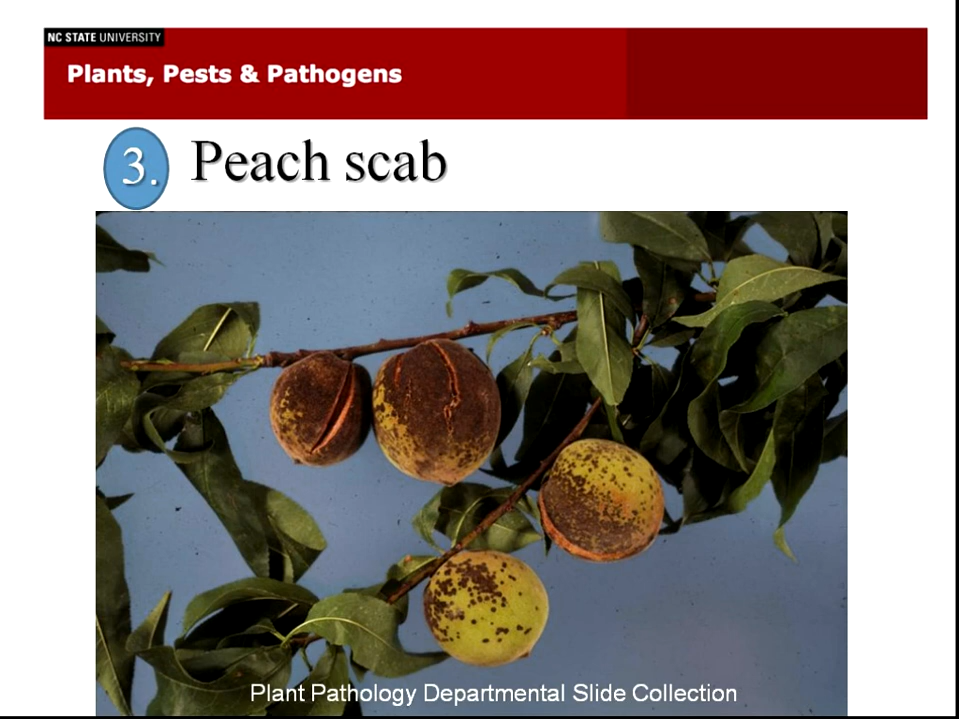 NC STATE UNIVERSITY
Plants, Pests & Pathogens
3. Peach scab
Plant Pathology Departmental Slide Collection